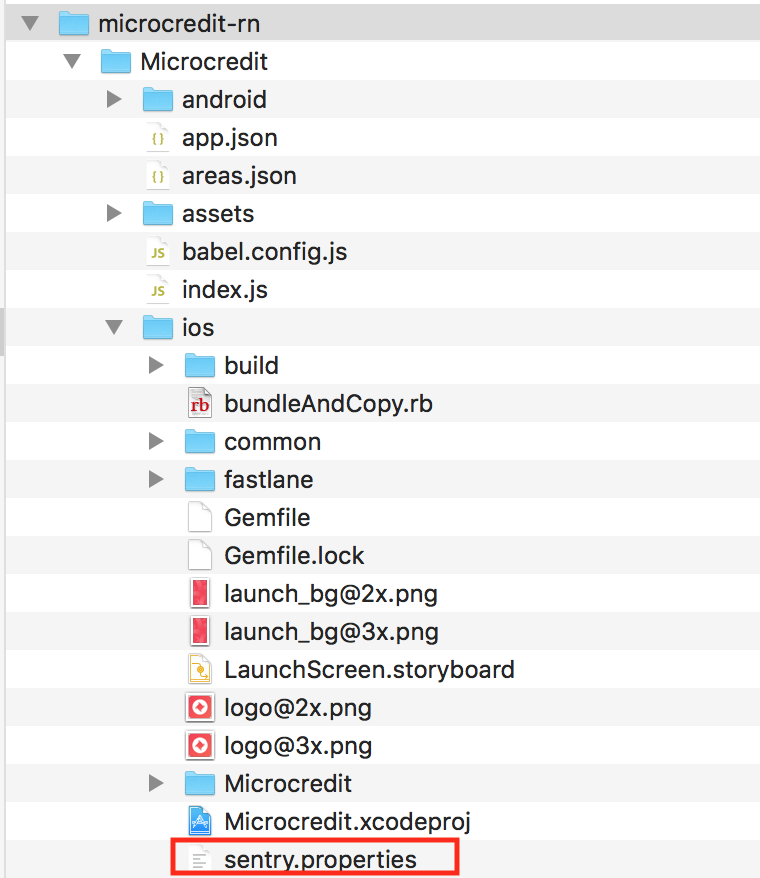 microcredit-rn
Microcredit
android
{ } app.json
{ } areas.json
assets
JS babel.config.js
JS index.js
ios
build
rb bundleAndCopy.rb
common
fastlane
Gemfile
Gemfile.lock
launch_bg@2x.png
launch_bg@3x.png
LaunchScreen.storyboard
logo@2x.png
logo@3x.png
Microcredit
Microcredit.xcodeproj
sentry.properties